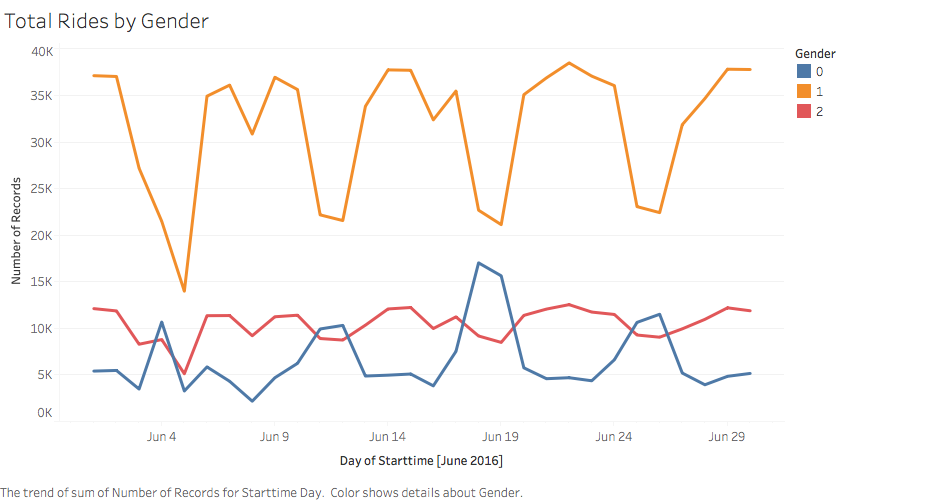 Total Rides by Gender
40K
35K
30K
25K
20K
15K
10K
5K
0K
Number of Records
Jun 4
Jun 9
Jun 14
Jun 19
Jun 24
Jun 29
Day of Starttime [June 2016]
Gender
0
1
2
The trend of sum of Number of Records for Starttime Day. Color shows details about Gender.